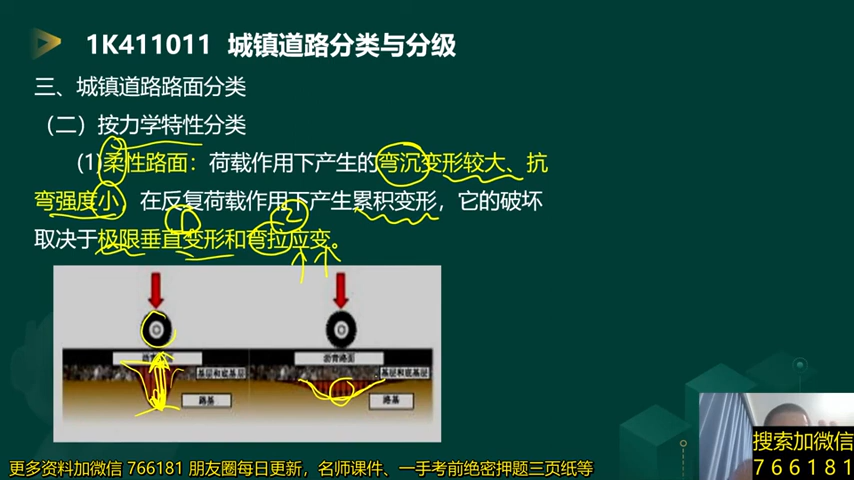 1K411011 城镇道路分类与分级
三、城镇道路路面分类
（二）按力学特性分类
(1)柔性路面：荷载作用下产生的弯沉变形较大、抗
弯强度小 在反复荷载作用下产生累积变形，它的破坏
取决于极限垂直变形和弯拉应变。
① ②
沥青路面
基层和底基层 基层和底基层
路基 路基
搜索加微信
766181
更多资料加微信 766181 朋友圈每日更新，名师课件、一手考前绝密押题三页纸等